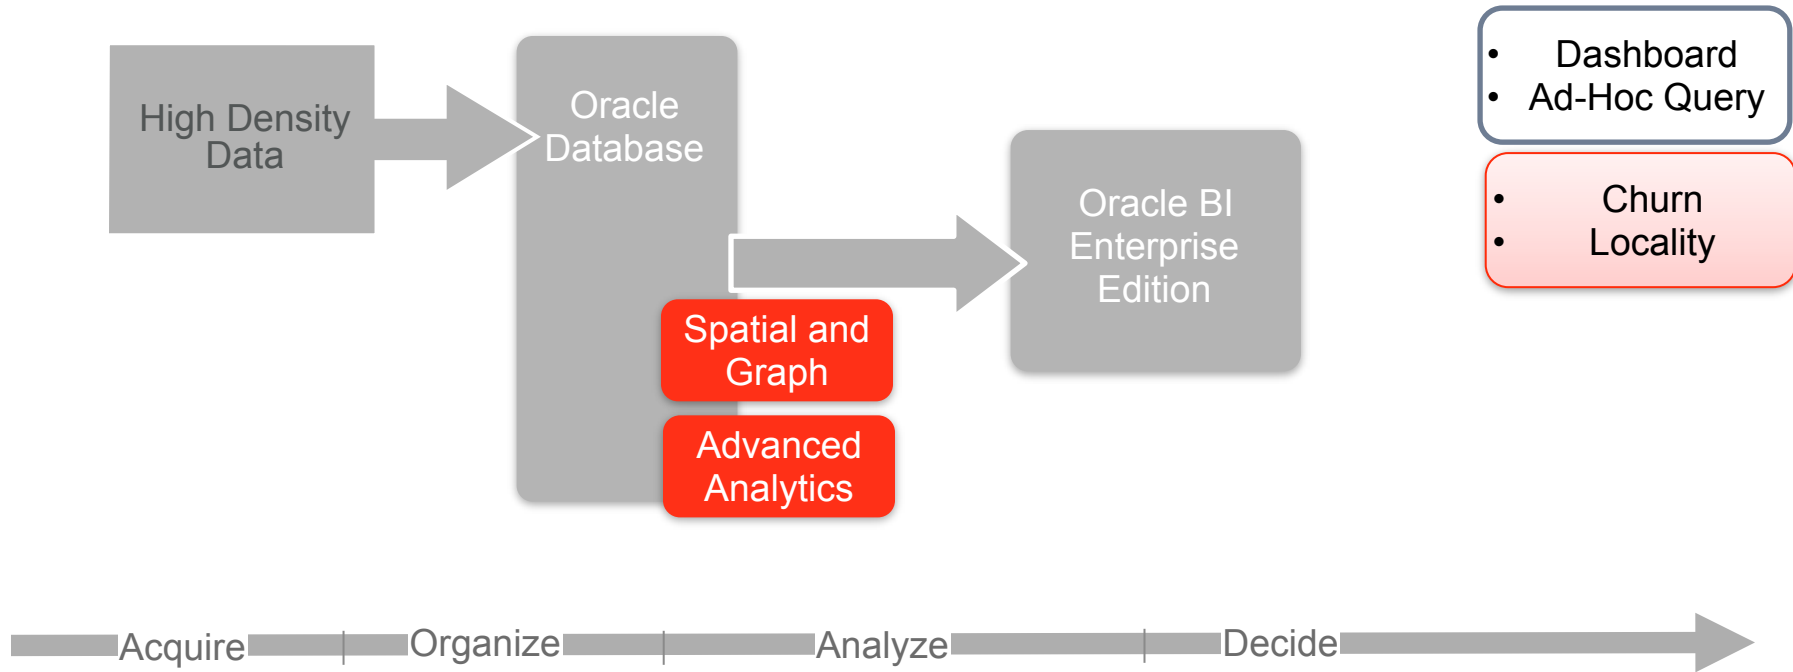 High Density
Data
Oracle
Database
Spatial and
Graph
Advanced
Analytics
Oracle BI
Enterprise
Edition
• Dashboard
• Ad-Hoc Query
• Churn
• Locality
Acquire
Organize
Analyze
Decide